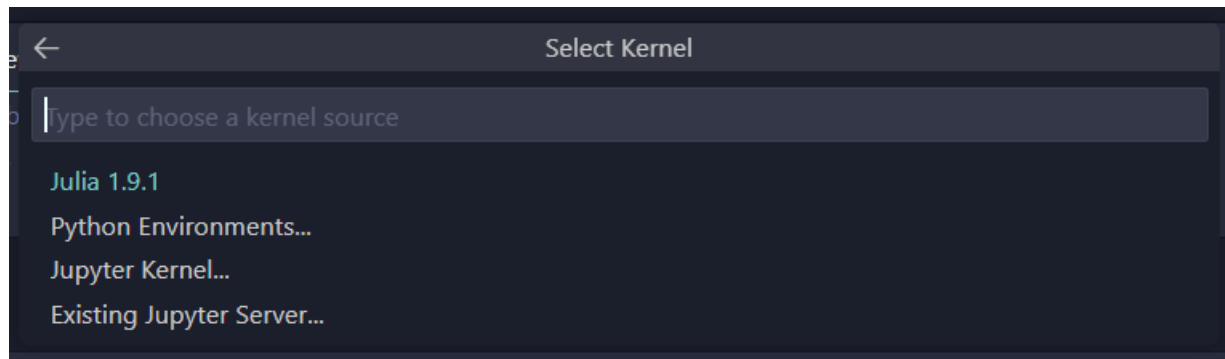 Select Kernel
Type to choose a kernel source
Julia 1.9.1
Python Environments...
Jupyter Kernel...
Existing Jupyter Server...